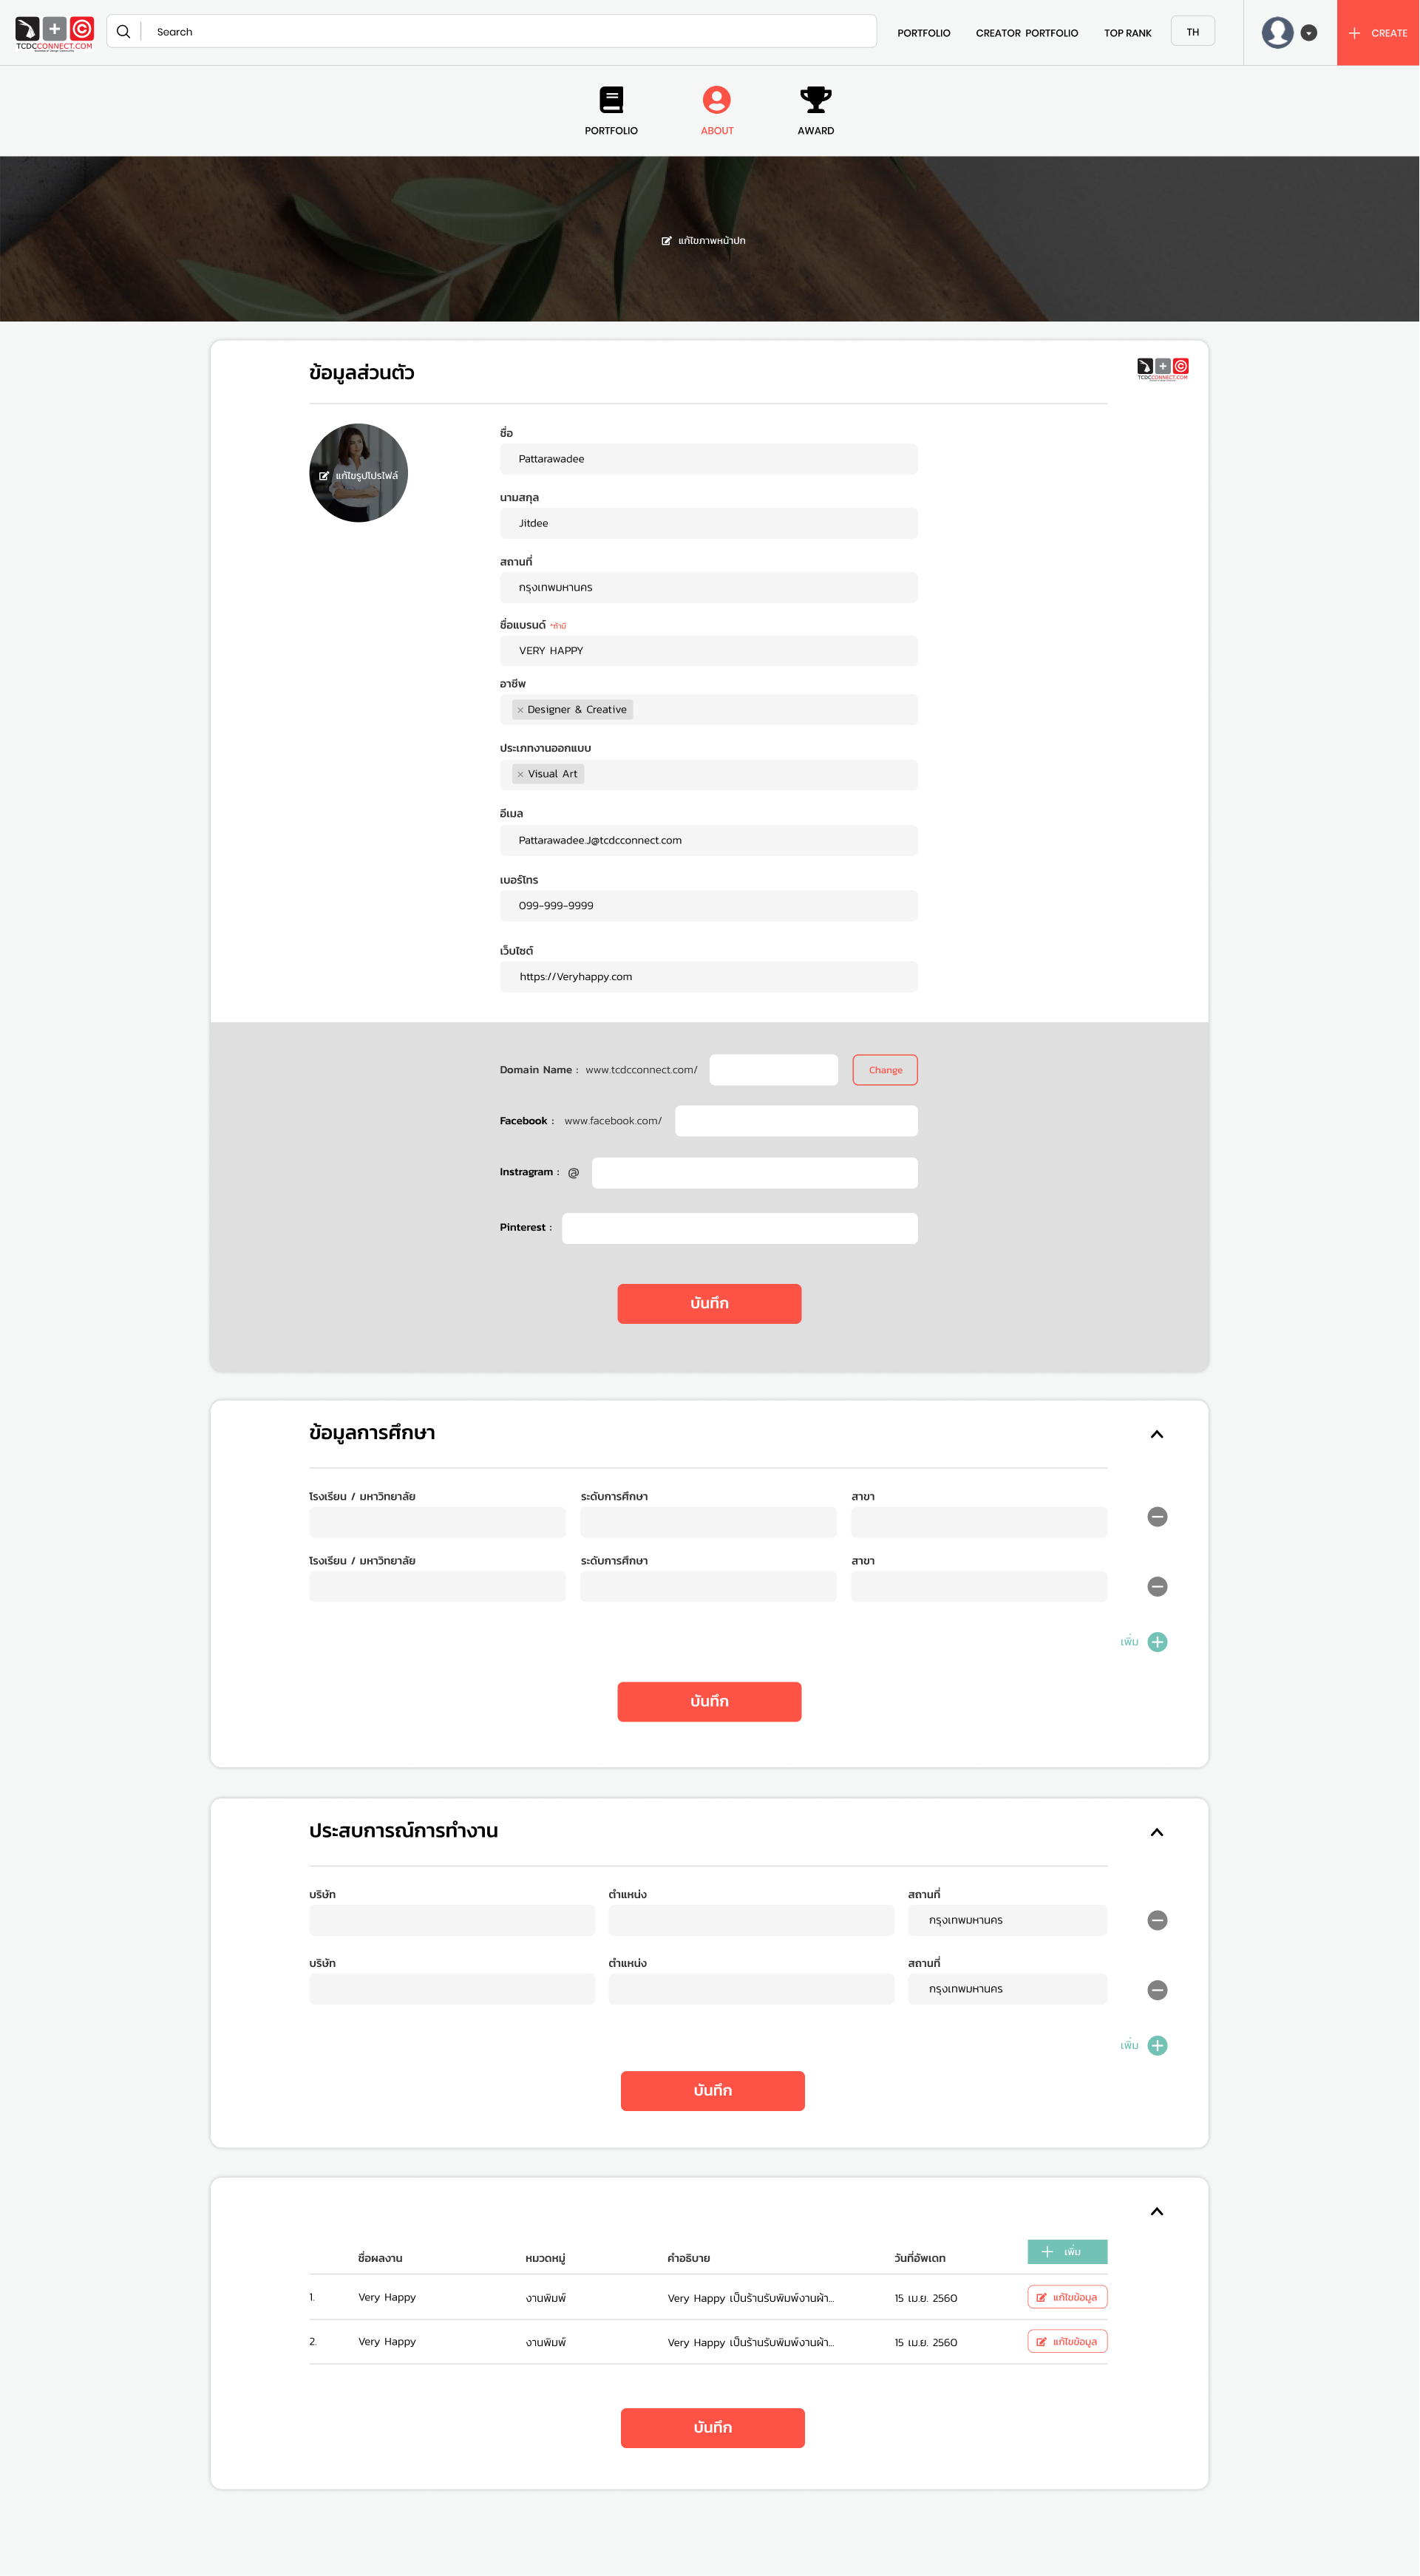 TCDCCONNECT.COM
Search
PORTFOLIO
CREATOR PORTFOLIO
TOP RANK
TH
CREATE
PORTFOLIO
ABOUT
AWARD
แก้ไขภาพหน้าปก
ข้อมูลส่วนตัว
TCDCCONNECT.COM
แก้ไขรูปโปรไฟล์
ชื่อ
Pattarawadee
นามสกุล
Jitdee
สถานที่
กรุงเทพมหานคร
ชื่อแบรนด์ *ถ้ามี
VERY HAPPY
อาชีพ
× Designer & Creative
ประเภทงานออกแบบ
× Visual Art
อีเมล
Pattarawadee.J@tcdcconnect.com
เบอร์โทร
099-999-9999
เว็บไซต์
https://Veryhappy.com
Domain Name : www.tcdcconnect.com/ Change
Facebook : www.facebook.com/
Instragram : @
Pinterest :
บันทึก
ข้อมูลการศึกษา
โรงเรียน / มหาวิทยาลัย ระดับการศึกษา สาขา
โรงเรียน / มหาวิทยาลัย ระดับการศึกษา สาขา
เพิ่ม
บันทึก
ประสบการณ์การทำงาน
บริษัท ตำแหน่ง สถานที่
กรุงเทพมหานคร
บริษัท ตำแหน่ง สถานที่
กรุงเทพมหานคร
เพิ่ม
บันทึก
ชื่อผลงาน หมวดหมู่ คำอธิบาย วันที่อัพเดท เพิ่ม
1. Very Happy งานพิมพ์ Very Happy เป็นร้านรับพิมพ์งานผ้า... 15 เม.ย. 2560 แก้ไขข้อมูล
2. Very Happy งานพิมพ์ Very Happy เป็นร้านรับพิมพ์งานผ้า... 15 เม.ย. 2560 แก้ไขข้อมูล
บันทึก